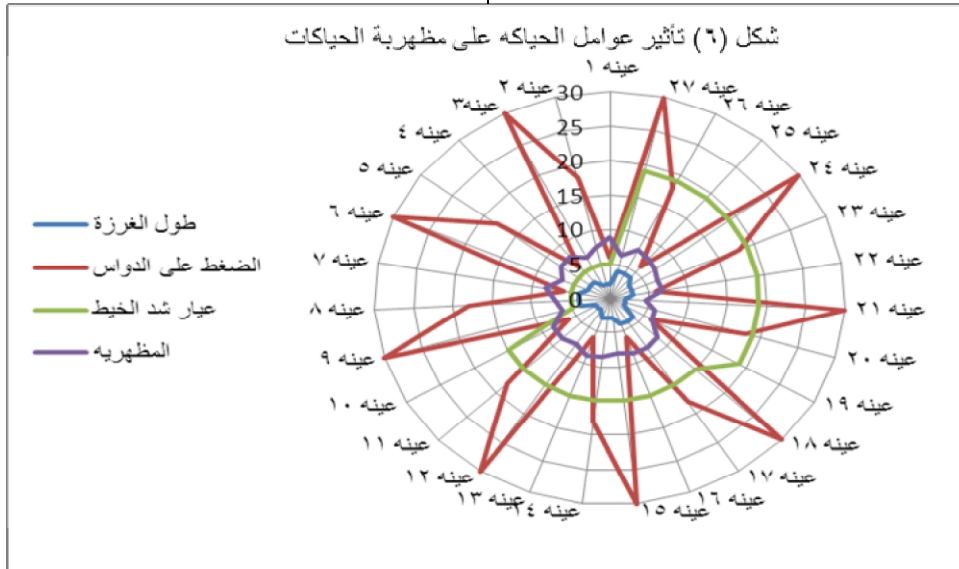 شكل (٦) تأثير عوامل الحياكه على مظهرية الحياكات
عينه ١
عينه ٢
عينه٣
عينه ٤
عينه ٥
عينه ٦
عينه ٧
عينه ٨
عينه ٩
عينه ١٠
عينه ١١
عينه ١٢
عينه ١٣
عينه ١٤
عينه ١٥
عينه ١٦
عينه ١٧
عينه ١٨
عينه ١٩
عينه ٢٠
عينه ٢١
عينه ٢٢
عينه ٢٣
عينه ٢٤
عينه ٢٥
عينه ٢٦
عينه ٢٧
30
25
20
15
10
5
0
طول الغرزة
الضغط على الدواس
عيار شد الخيط
المظهريه